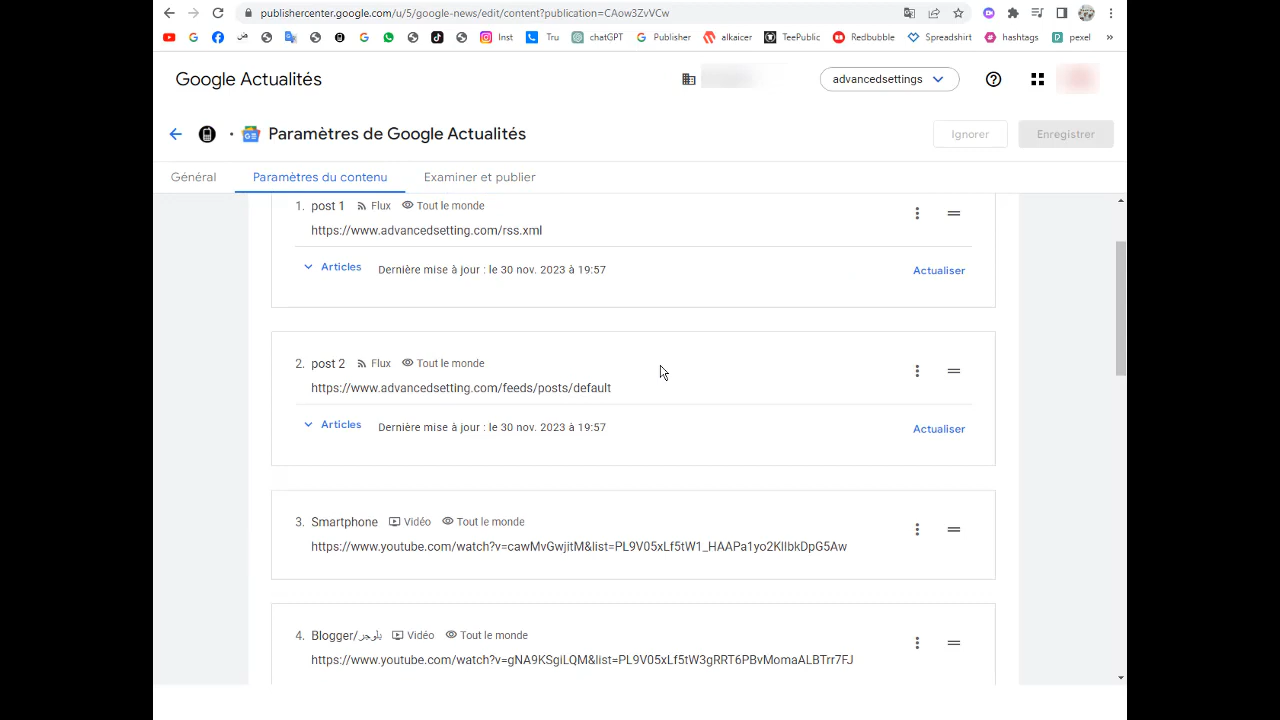 publishercenter.google.com/u/5/google-news/edit/content?publication=CAow3ZvVCw
Inst Tru chatGPT Publisher alkaicer TeePublic Redbubble Spreadshirt hashtags pexel »
Google Actualités advancedsettings
Paramètres de Google Actualités Ignorer Enregistrer
Général Paramètres du contenu Examiner et publier
1. post 1 Flux Tout le monde
https://www.advancedsetting.com/rss.xml
Articles Dernière mise à jour : le 30 nov. 2023 à 19:57 Actualiser
2. post 2 Flux Tout le monde
https://www.advancedsetting.com/feeds/posts/default
Articles Dernière mise à jour : le 30 nov. 2023 à 19:57 Actualiser
3. Smartphone Vidéo Tout le monde
https://www.youtube.com/watch?v=cawMvGwjitM&list=PL9V05xLf5tW1_HAAPa1yo2KIIbkDpG5Aw
4. Blogger/بلوجر Vidéo Tout le monde
https://www.youtube.com/watch?v=gNA9KSgiLQM&list=PL9V05xLf5tW3gRRT6PBvMomaALBTrr7FJ